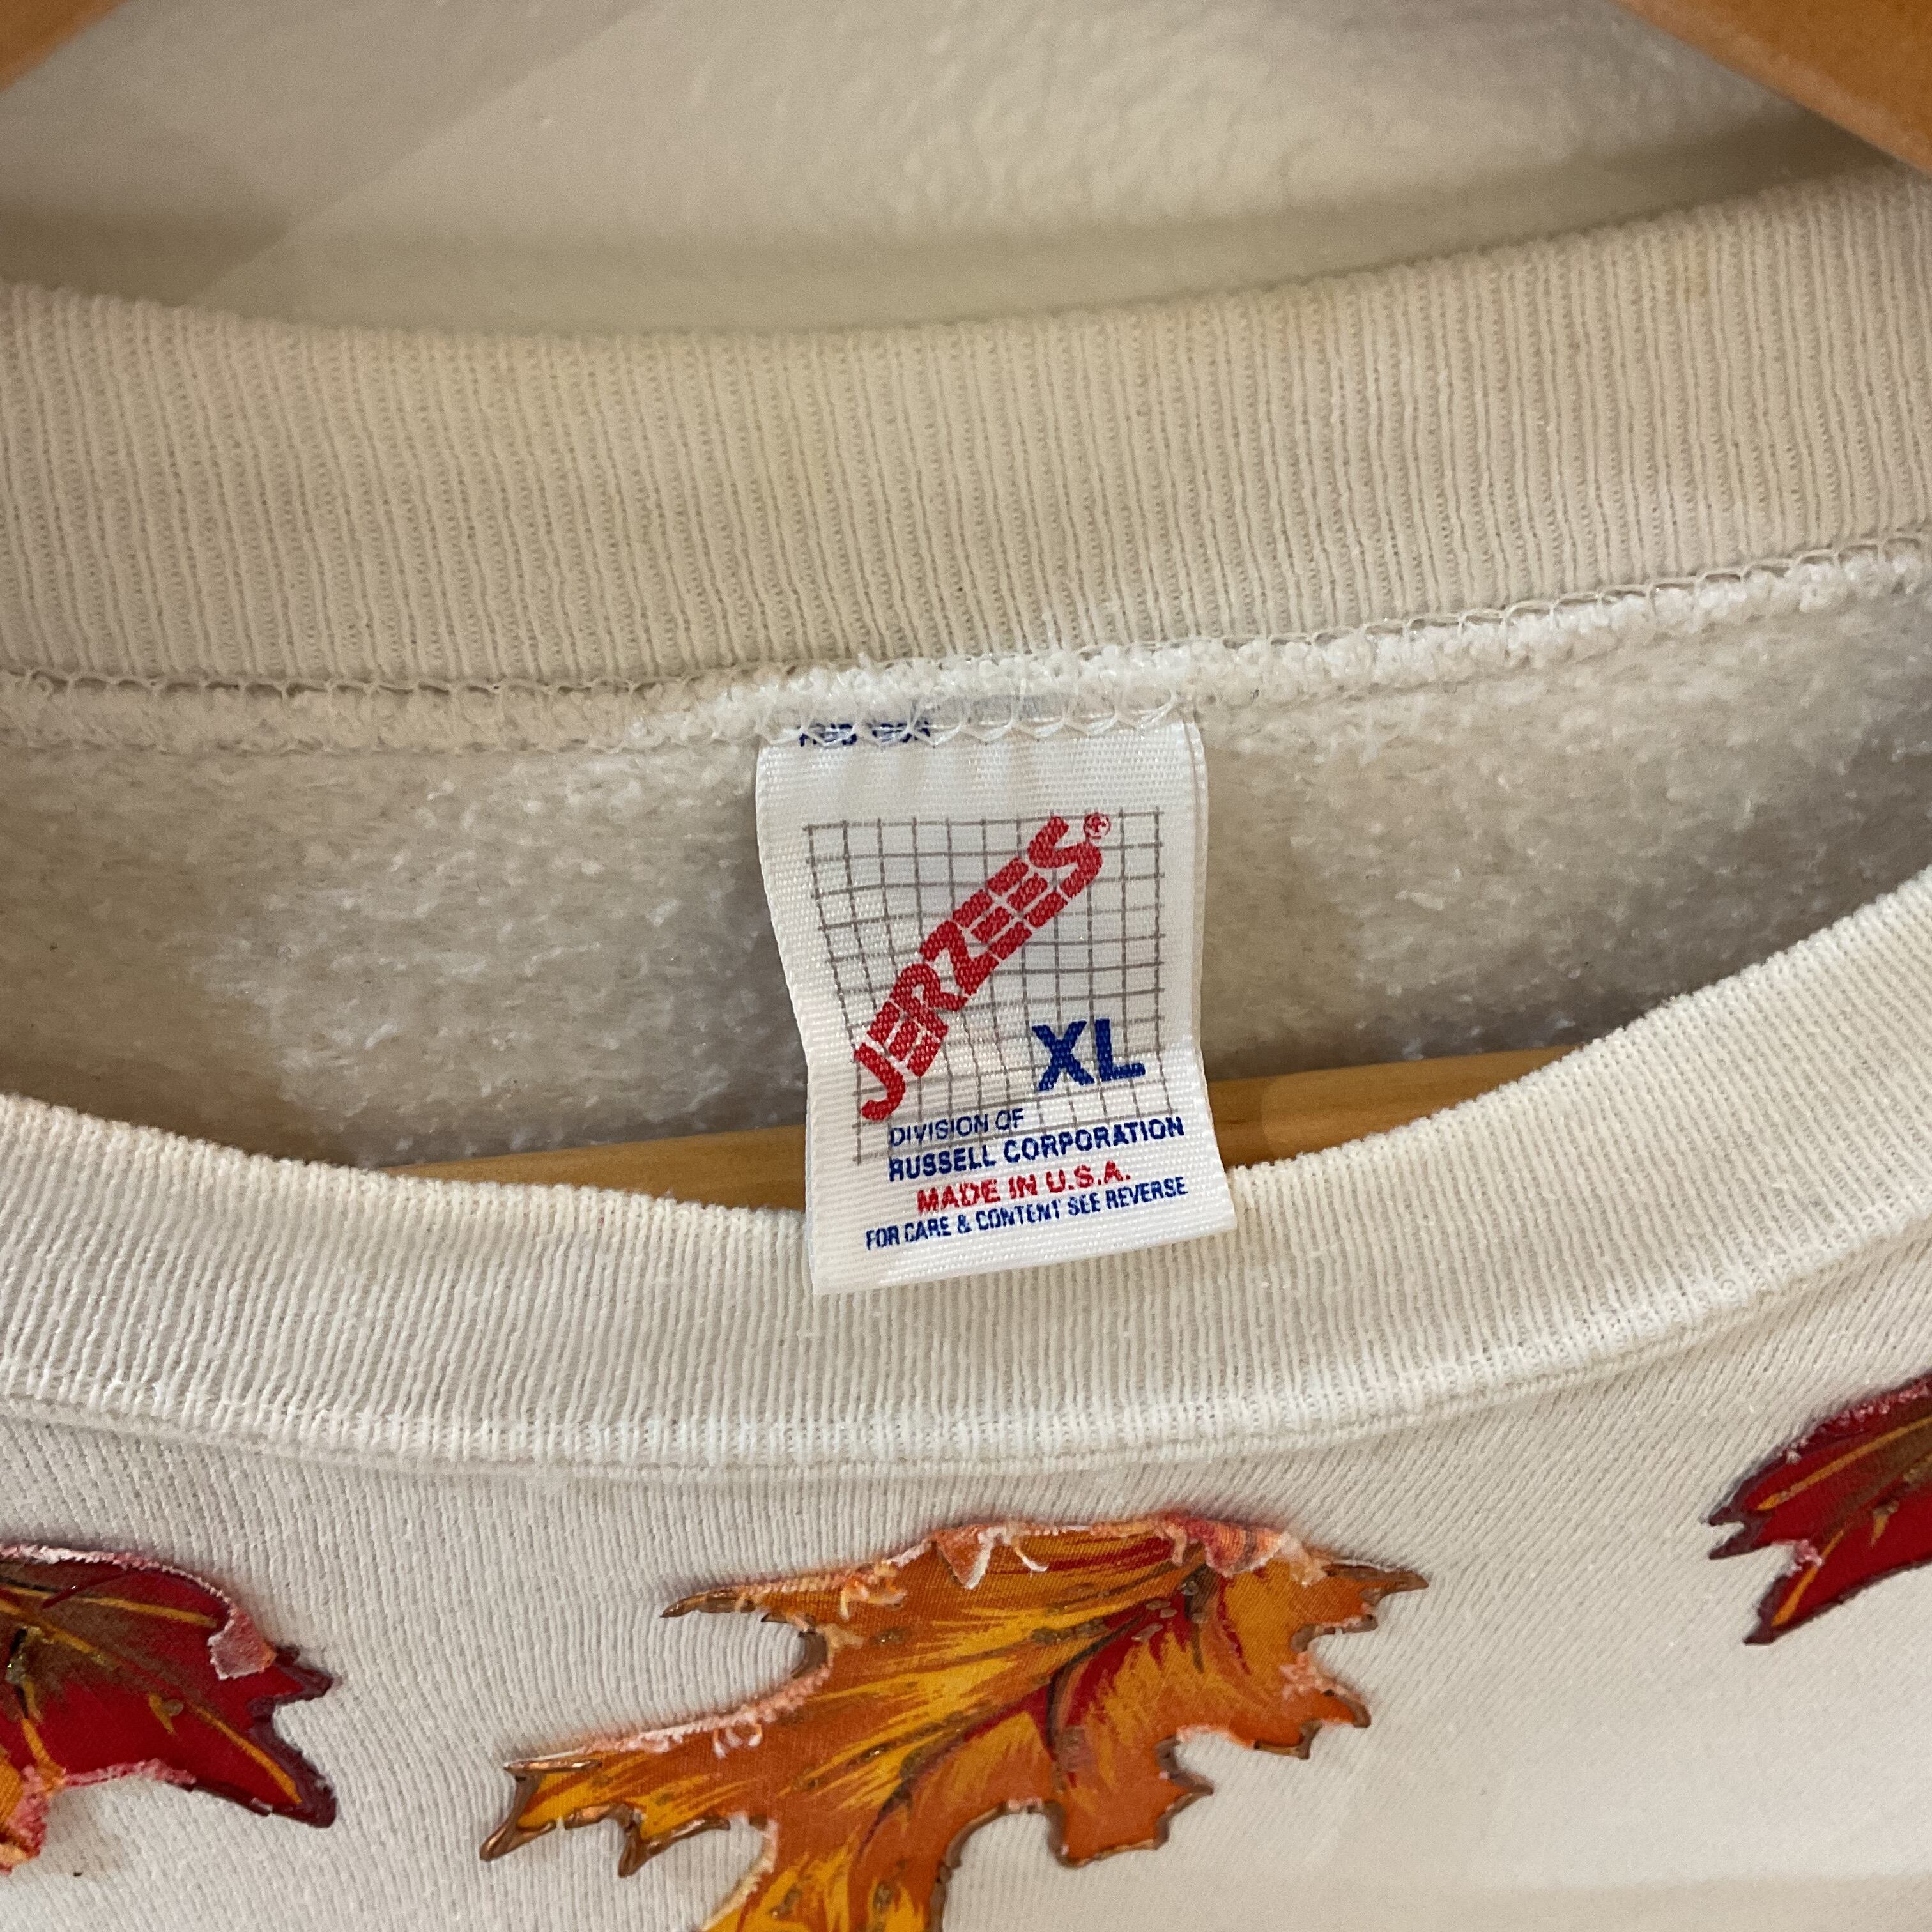 JERZEES®
XL
DIVISION OF
RUSSELL CORPORATION
MADE IN U.S.A.
FOR CARE & CONTENT SEE REVERSE